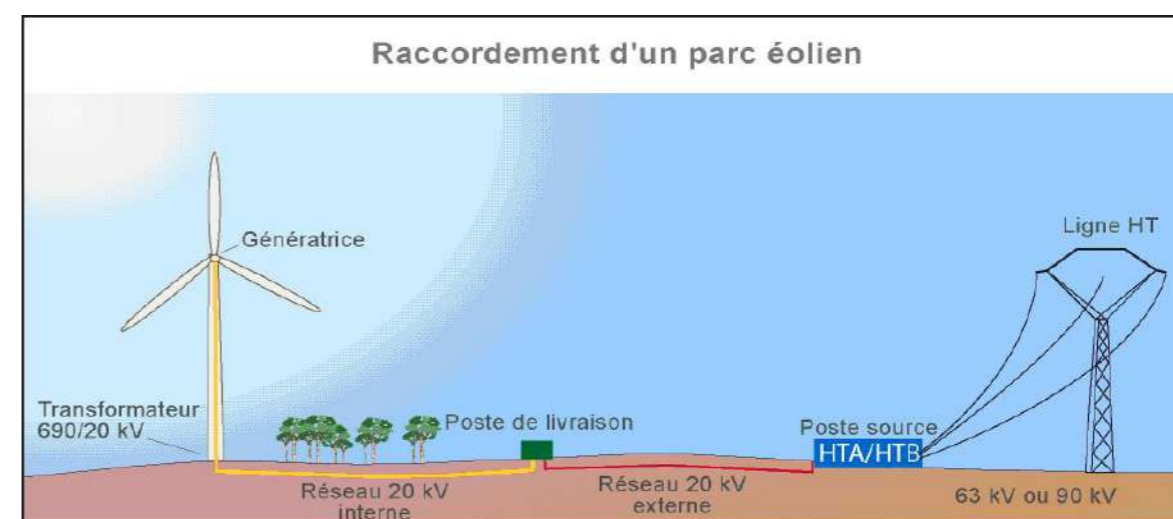 Raccordement d'un parc éolien
Génératrice
Ligne HT
Transformateur
690/20 kV
Poste de livraison
Poste source
HTA/HTB
Réseau 20 kV
interne
Réseau 20 kV
externe
63 kV ou 90 kV